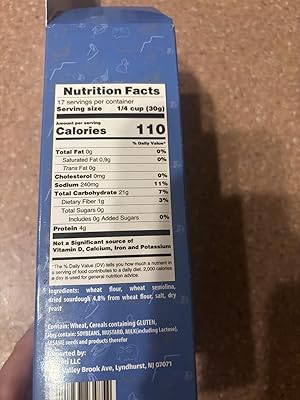 Nutrition Facts
17 servings per container
Serving size 1/4 cup (30g)
Amount per serving
Calories 110
% Daily Value*
Total Fat 0g 0%
Saturated Fat 0,9g 0%
Trans Fat 0g
Cholesterol 0mg 0%
Sodium 240mg 11%
Total Carbohydrate 21g 7%
Dietary Fiber 1g 3%
Total Sugars 0g
Includes 0g Added Sugars 0%
Protein 4g
Not a Significant source of
Vitamin D, Calcium, Iron and Potassium
*The % Daily Value (DV) tells you how much a nutrient in
a serving of food contributes to a daily diet. 2,000 calories
a day is used for general nutrition advice.
Ingredients: wheat flour, wheat semolina,
dried sourdough 4.8% from wheat flour, salt, dry
yeast
Contain: Wheat, Cereals containing GLUTEN,
May contain: SOYBEANS, MUSTARD, MILK(including Lactose),
SESAME seeds and products therefor
LLC
Valley Brook Ave, Lyndhurst, NJ 07071